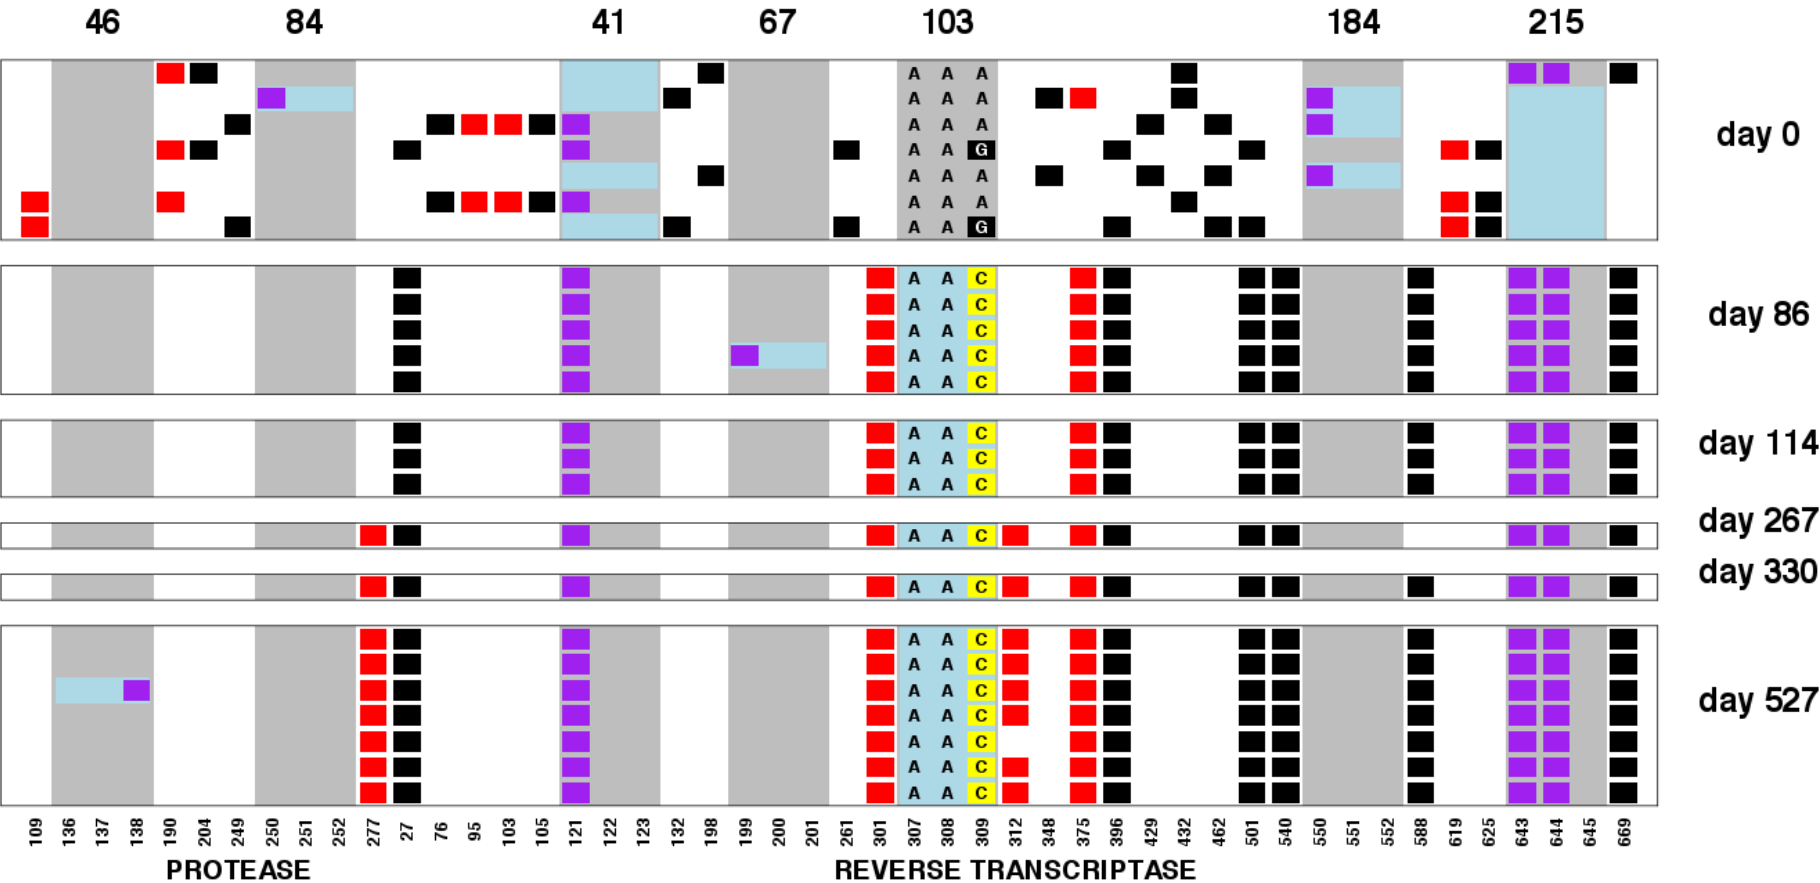 46 84 41 67 103 184 215
A A A
A A A
A A A
A A G
A A A
A A A
A A G
day 0
A A C
A A C
A A C
A A C
A A C
day 86
A A C
A A C
A A C
day 114
A A C
day 267
A A C
day 330
A A C
A A C
A A C
A A C
A A C
A A C
A A C
day 527
109 136 137 138 190 204 249 250 251 252 277 27 76 95 103 105 121 122 123 132 198 199 200 201 261 301 307 308 309 312 348 375 396 429 432 462 501 540 550 551 552 588 619 625 643 644 645 669
PROTEASE REVERSE TRANSCRIPTASE